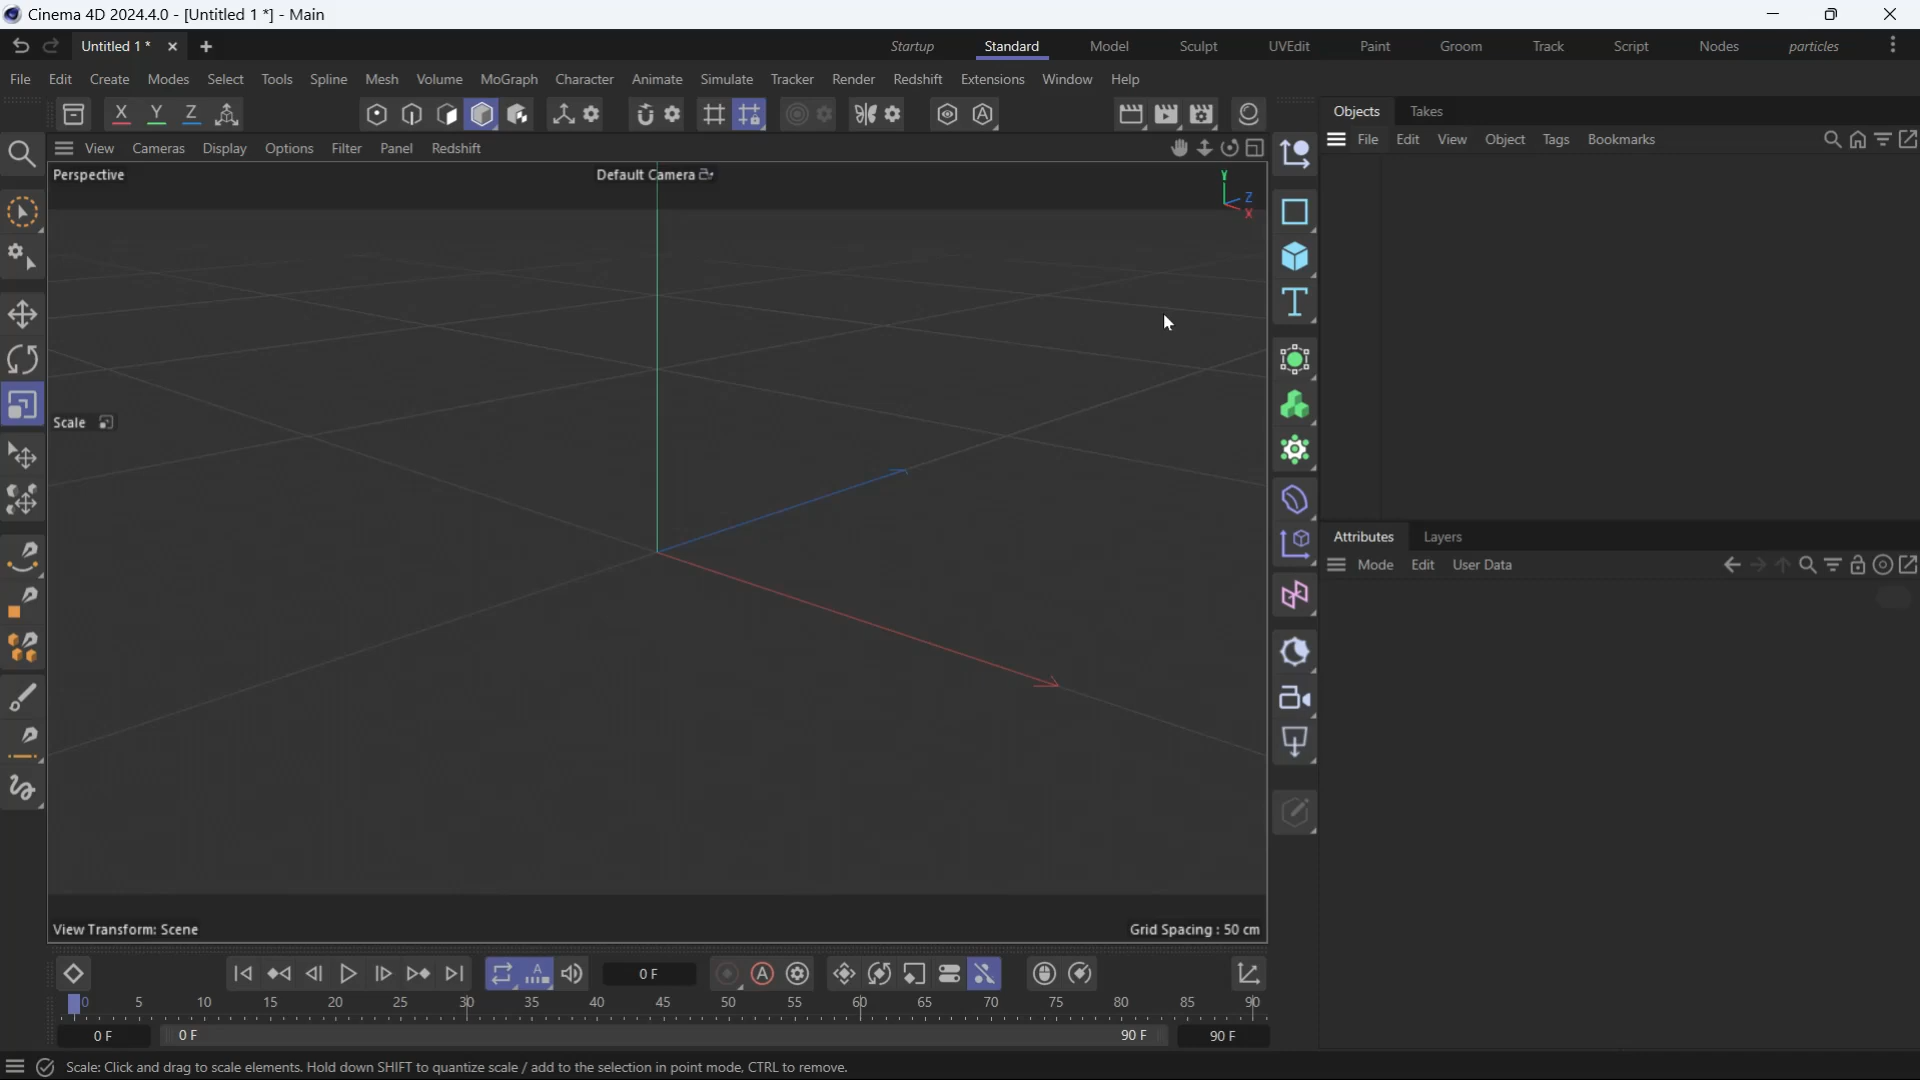 Cinema 4D 2024.4.0 - [Untitled 1 *] - Main
Untitled 1 *
Startup Standard Model Sculpt UVEdit Paint Groom Track Script Nodes particles
File Edit Create Modes Select Tools Spline Mesh Volume MoGraph Character Animate Simulate Tracker Render Redshift Extensions Window Help
X Y Z
Objects Takes
File Edit View Object Tags Bookmarks
View Cameras Display Options Filter Panel Redshift
Perspective
Default Camera
Y
Z
X
Scale
Attributes Layers
Mode Edit User Data
View Transform: Scene
Grid Spacing : 50 cm
0 F
0 5 10 15 20 25 30 35 40 45 50 55 60 65 70 75 80 85 90
0 F 0 F 90 F 90 F
Scale: Click and drag to scale elements. Hold down SHIFT to quantize scale / add to the selection in point mode, CTRL to remove.